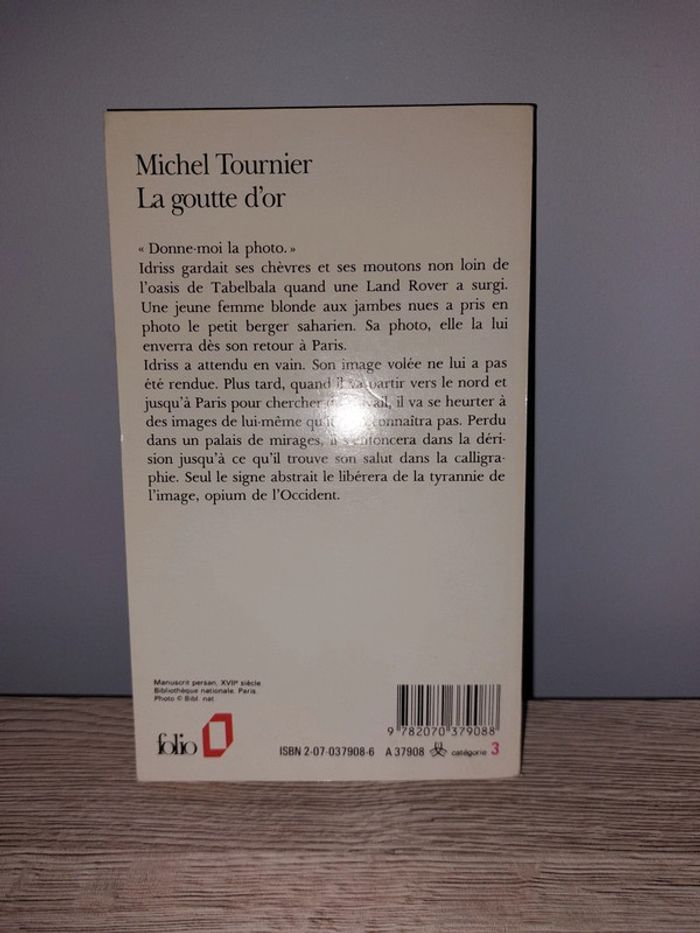 Michel Tournier
La goutte d'or
« Donne-moi la photo. »
Idriss gardait ses chèvres et ses moutons non loin de
l'oasis de Tabelbala quand une Land Rover a surgi.
Une jeune femme blonde aux jambes nues a pris en
photo le petit berger saharien. Sa photo, elle la lui
enverra dès son retour à Paris.
Idriss a attendu en vain. Son image volée ne lui a pas
été rendue. Plus tard, quand il va partir vers le nord et
jusqu'à Paris pour chercher du travail, il va se heurter à
des images de lui-même connaîtra pas. Perdu
dans un palais de mirages, il s'enfoncera dans la déri-
sion jusqu'à ce qu'il trouve son salut dans la calligra-
phie. Seul le signe abstrait le libérera de la tyrannie de
l'image, opium de l'Occident.
Manuscrit persan, XVIIe siècle
Bibliothèque nationale, Paris.
Photo © Bibl. nat.
9 782070 379088
folio
ISBN 2-07-037908-6 A 37908 catégorie 3